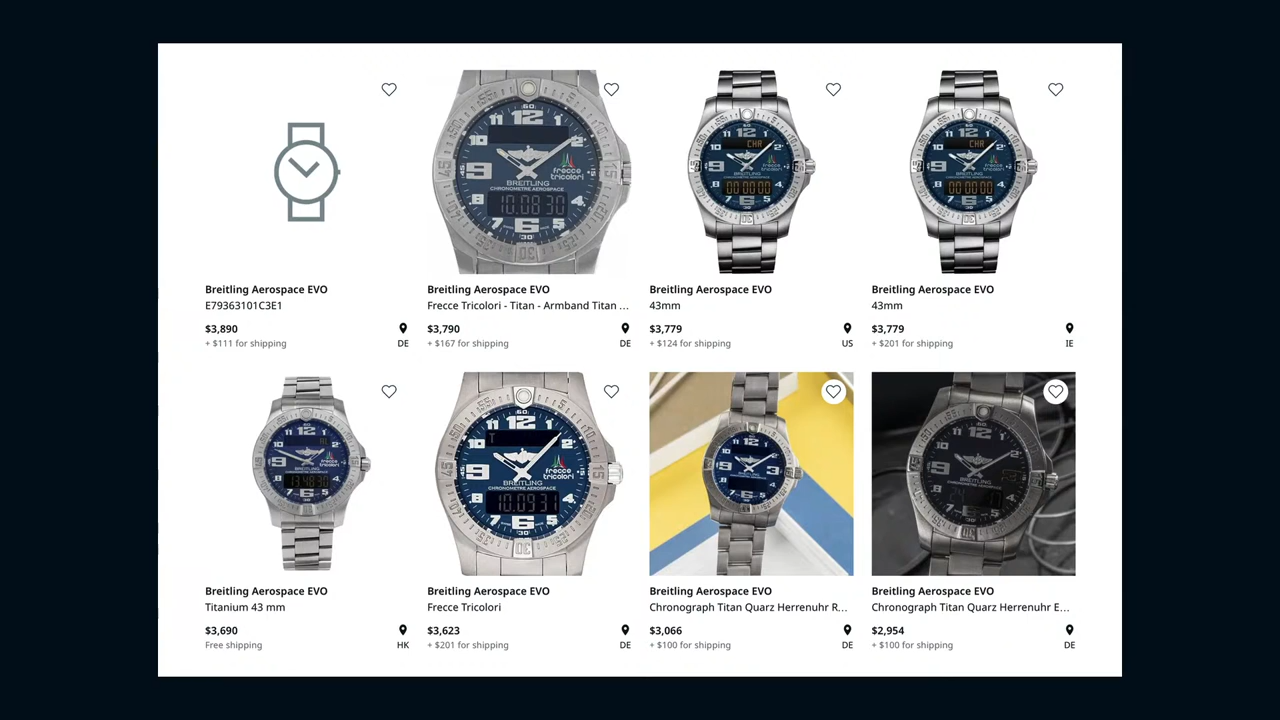 Breitling Aerospace EVO
E79363101C3E1
$3,890
+ $111 for shipping
DE
Breitling Aerospace EVO
Frecce Tricolori - Titan - Armband Titan ...
$3,790
+ $167 for shipping
DE
Breitling Aerospace EVO
43mm
$3,779
+ $124 for shipping
US
Breitling Aerospace EVO
43mm
$3,779
+ $201 for shipping
IE
Breitling Aerospace EVO
Titanium 43 mm
$3,690
Free shipping
HK
Breitling Aerospace EVO
Frecce Tricolori
$3,623
+ $201 for shipping
DE
Breitling Aerospace EVO
Chronograph Titan Quarz Herrenuhr R...
$3,066
+ $100 for shipping
DE
Breitling Aerospace EVO
Chronograph Titan Quarz Herrenuhr E...
$2,954
+ $100 for shipping
DE